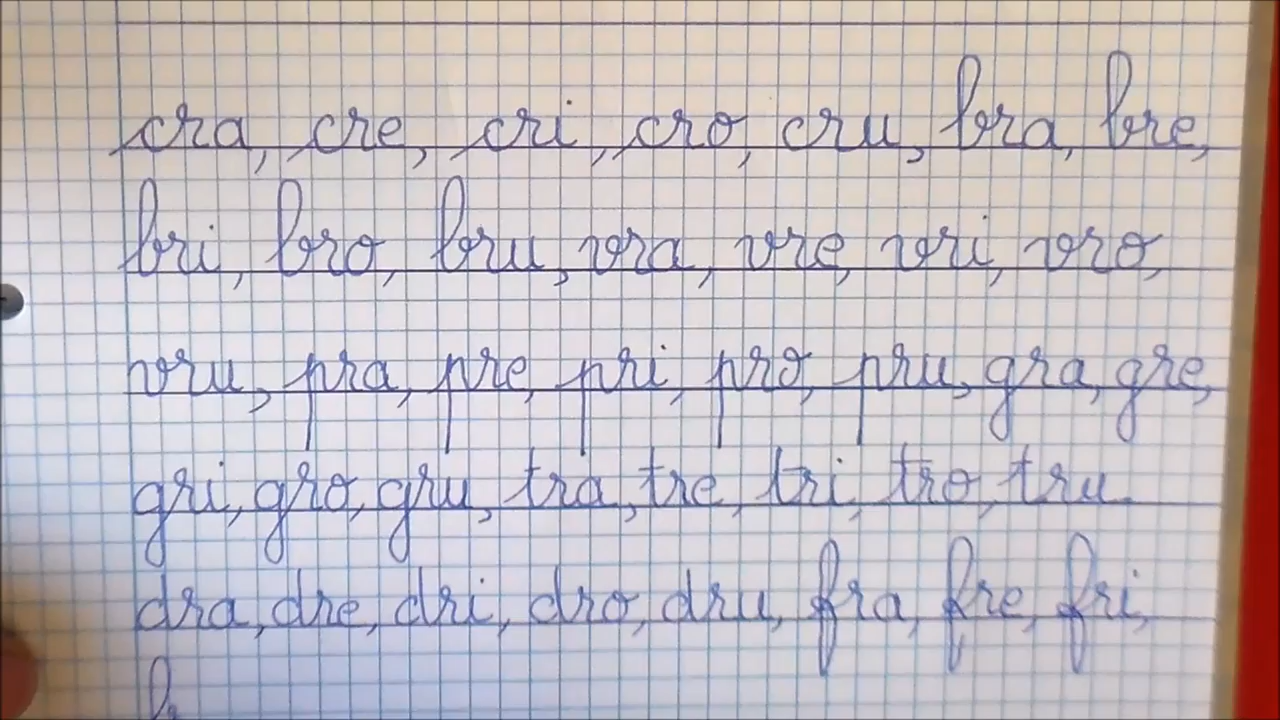 cra, cre, cri, cro, cru, bra, bre,
bri, bro, bru, vra, vre, vri, vro,
vru, pra, pre, pri, pro, pru, gra, gre,
gri, gro, gru, tra, tre, tri, tro, tru.
dra, dre, dri, dro, dru, fra, fre, fri,